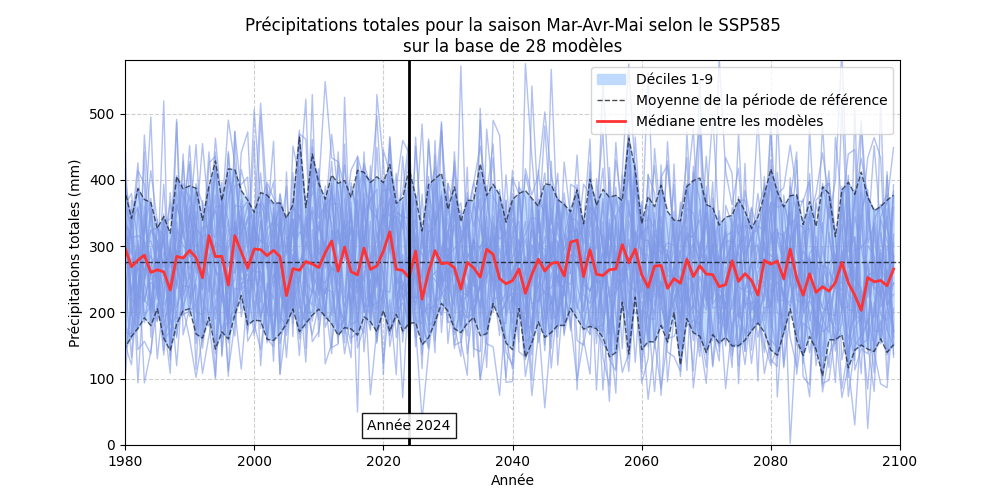 Précipitations totales pour la saison Mar-Avr-Mai selon le SSP585
sur la base de 28 modèles
Déciles 1-9
Moyenne de la période de référence
Médiane entre les modèles
Précipitations totales (mm)
500
400
300
200
100
0
Année 2024
1980
2000
2020
2040
2060
2080
2100
Année